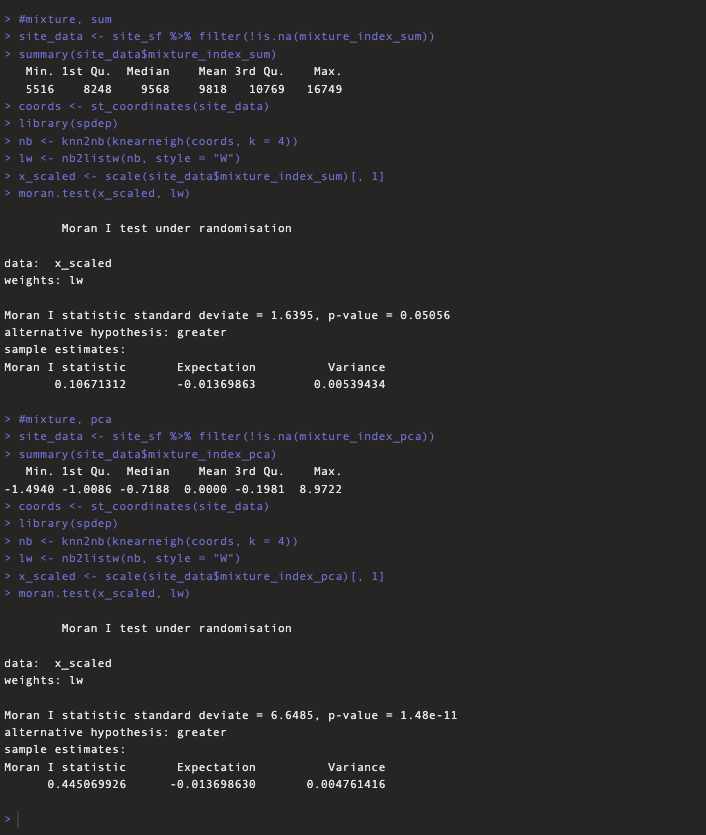 > #mixture, sum
> site_data <- site_sf %>% filter(!is.na(mixture_index_sum))
> summary(site_data$mixture_index_sum)
   Min. 1st Qu.  Median    Mean 3rd Qu.    Max.
   5516    8248    9568    9818   10769   16749
> coords <- st_coordinates(site_data)
> library(spdep)
> nb <- knn2nb(knearneigh(coords, k = 4))
> lw <- nb2listw(nb, style = "W")
> x_scaled <- scale(site_data$mixture_index_sum)[, 1]
> moran.test(x_scaled, lw)

        Moran I test under randomisation

data:  x_scaled
weights: lw

Moran I statistic standard deviate = 1.6395, p-value = 0.05056
alternative hypothesis: greater
sample estimates:
Moran I statistic       Expectation          Variance
       0.10671312       -0.01369863        0.00539434

> #mixture, pca
> site_data <- site_sf %>% filter(!is.na(mixture_index_pca))
> summary(site_data$mixture_index_pca)
   Min. 1st Qu.  Median    Mean 3rd Qu.    Max.
-1.4940 -1.0086 -0.7188  0.0000 -0.1981  8.9722
> coords <- st_coordinates(site_data)
> library(spdep)
> nb <- knn2nb(knearneigh(coords, k = 4))
> lw <- nb2listw(nb, style = "W")
> x_scaled <- scale(site_data$mixture_index_pca)[, 1]
> moran.test(x_scaled, lw)

        Moran I test under randomisation

data:  x_scaled
weights: lw

Moran I statistic standard deviate = 6.6485, p-value = 1.48e-11
alternative hypothesis: greater
sample estimates:
Moran I statistic       Expectation          Variance
      0.445069926      -0.013698630       0.004761416

>